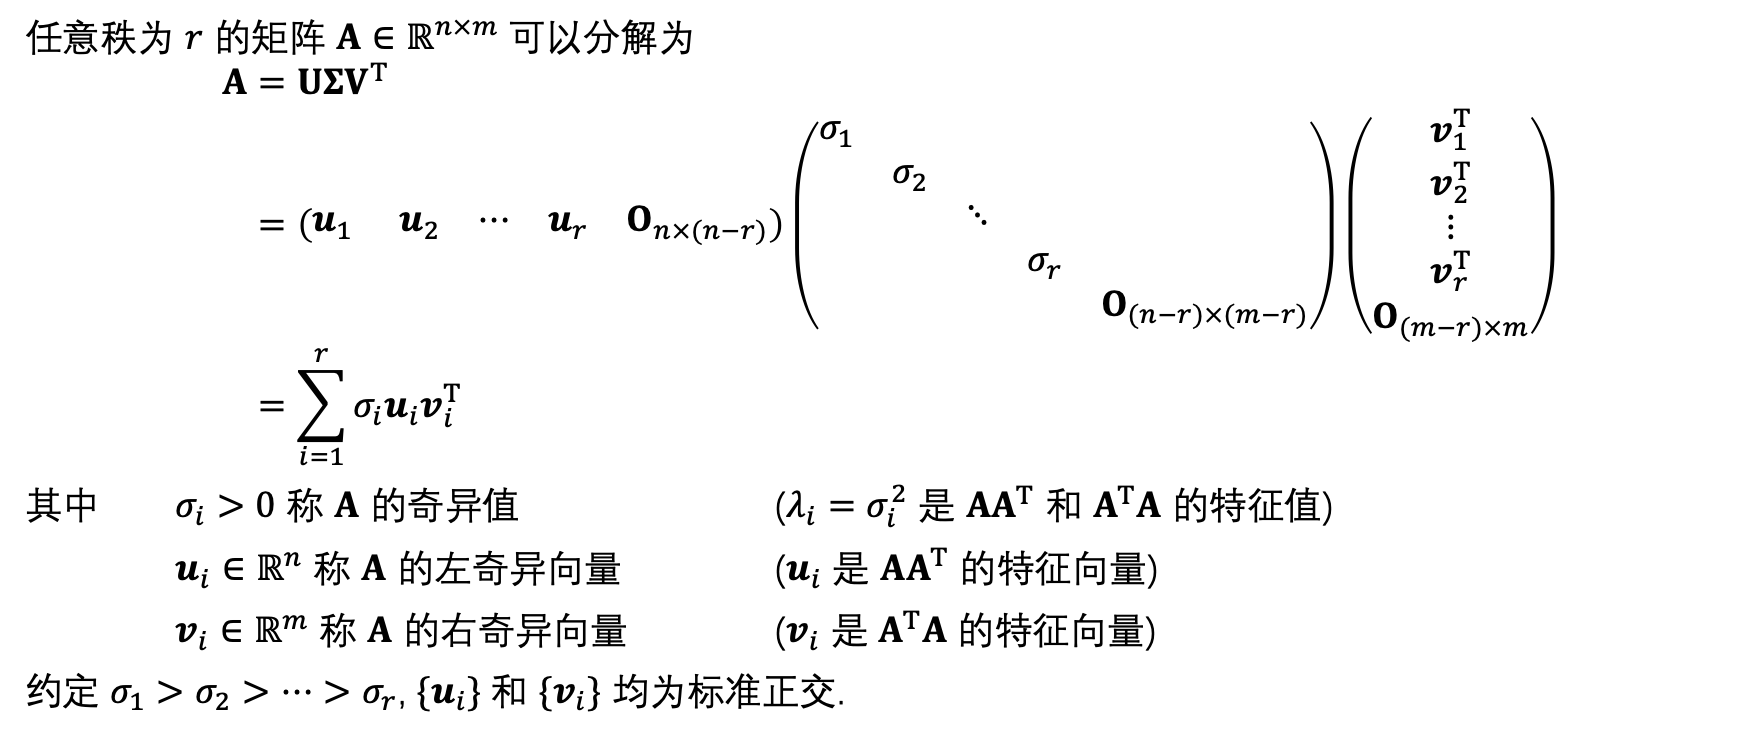 任意秩为 r 的矩阵 𝐀 ∈ ℝ^{n×m} 可以分解为
𝐀 = 𝐔𝚺𝐕^T
= (𝒖_1 𝒖_2 ⋯ 𝒖_r 𝐎_{n×(n−r)}) (σ_1 σ_2 ⋱ σ_r 𝐎_{(n−r)×(m−r)}) (𝒗_1^T 𝒗_2^T ⋮ 𝒗_r^T 𝐎_{(m−r)×m})
= ∑_{i=1}^{r} σ_i 𝒖_i 𝒗_i^T
其中 σ_i > 0 称 𝐀 的奇异值 (λ_i = σ_i^2 是 𝐀𝐀^T 和 𝐀^T𝐀 的特征值)
𝒖_i ∈ ℝ^n 称 𝐀 的左奇异向量 (𝒖_i 是 𝐀𝐀^T 的特征向量)
𝒗_i ∈ ℝ^m 称 𝐀 的右奇异向量 (𝒗_i 是 𝐀^T𝐀 的特征向量)
约定 σ_1 > σ_2 > ⋯ > σ_r, {𝒖_i} 和 {𝒗_i} 均为标准正交.